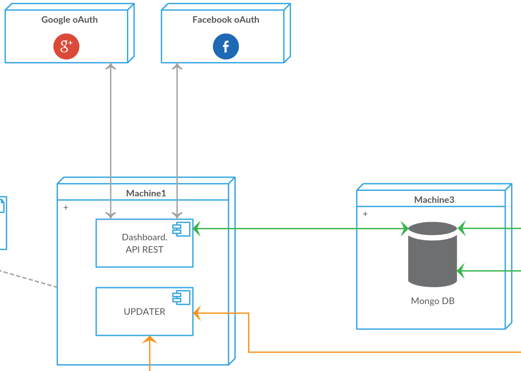 Google oAuth
Facebook oAuth
g+
f
Machine1
+
Dashboard.
API REST
UPDATER
Machine3
+
Mongo DB